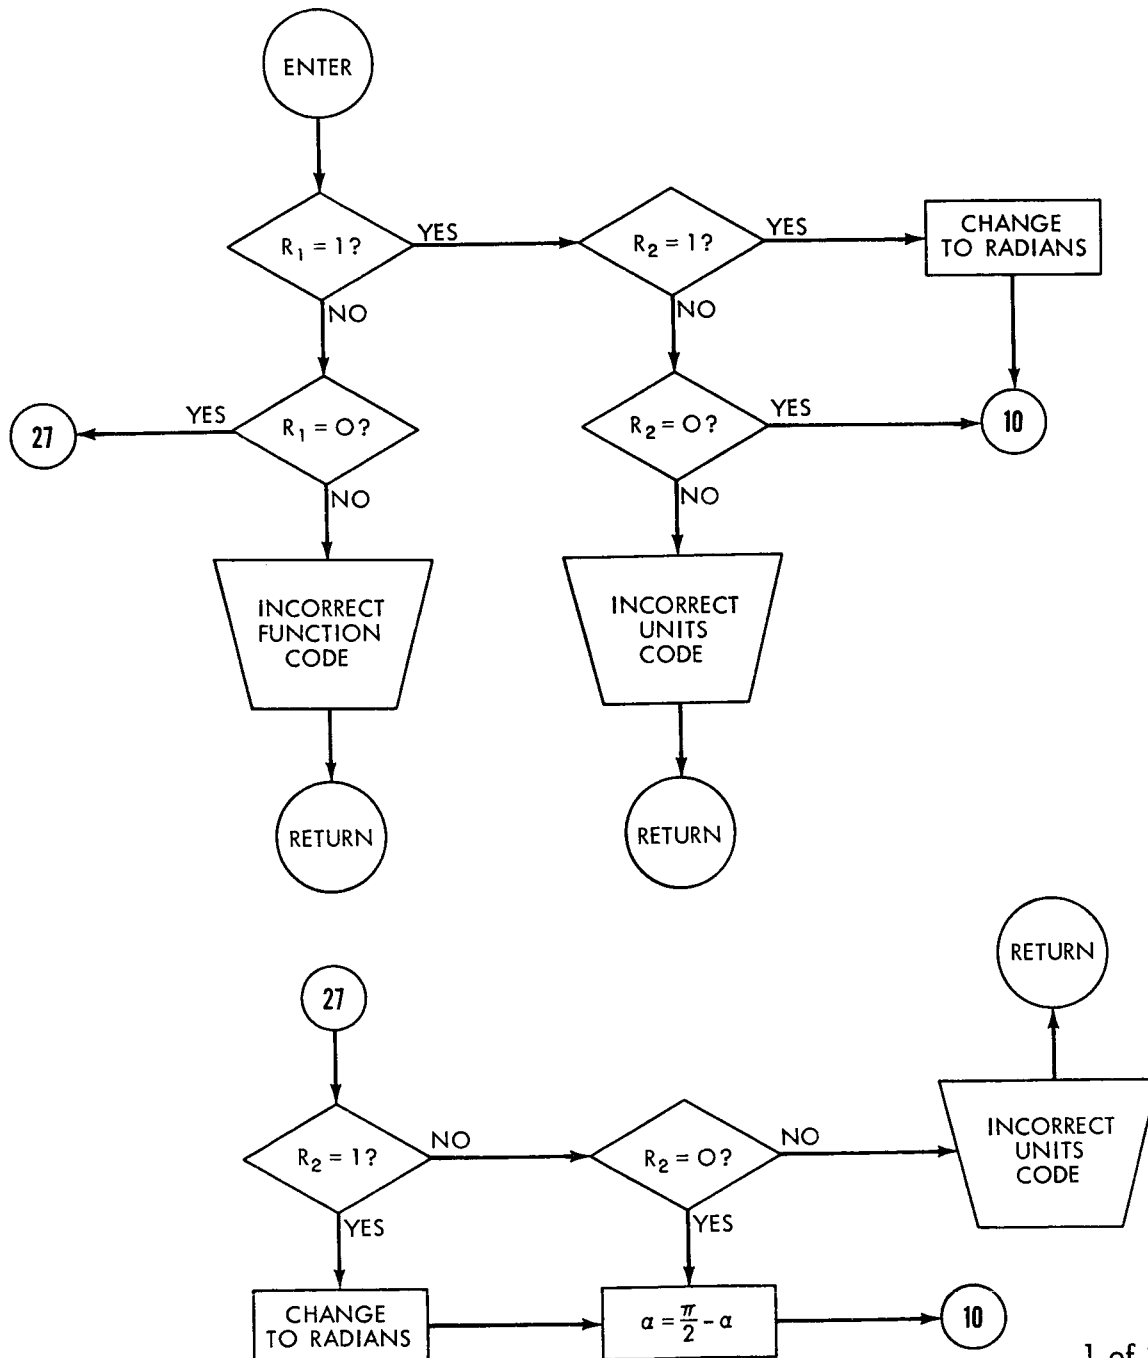 ENTER
R₁ = 1?
YES
R₂ = 1?
YES
CHANGE
TO RADIANS
NO
NO
27
YES
R₁ = 0?
R₂ = 0?
YES
10
NO
NO
INCORRECT
FUNCTION
CODE
INCORRECT
UNITS
CODE
RETURN
RETURN
RETURN
27
R₂ = 1?
NO
R₂ = 0?
NO
INCORRECT
UNITS
CODE
YES
YES
CHANGE
TO RADIANS
α = π/2 - α
10
1 of